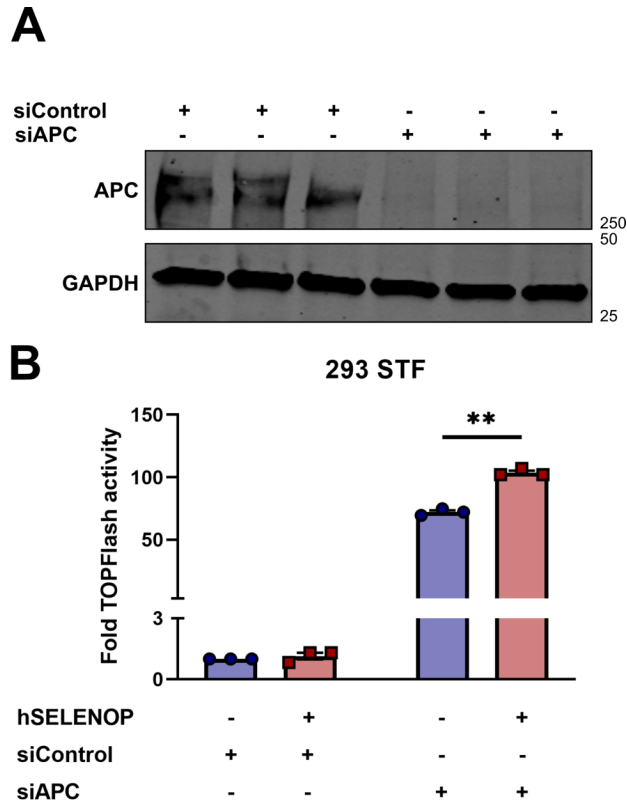 A
siControl + + + - - -
siAPC - - - + + +
APC
250
50
GAPDH
25
B
293 STF
150
**
100
50
Fold TOPFlash activity
3
0
hSELENOP - + - +
siControl + + - -
siAPC - - + +